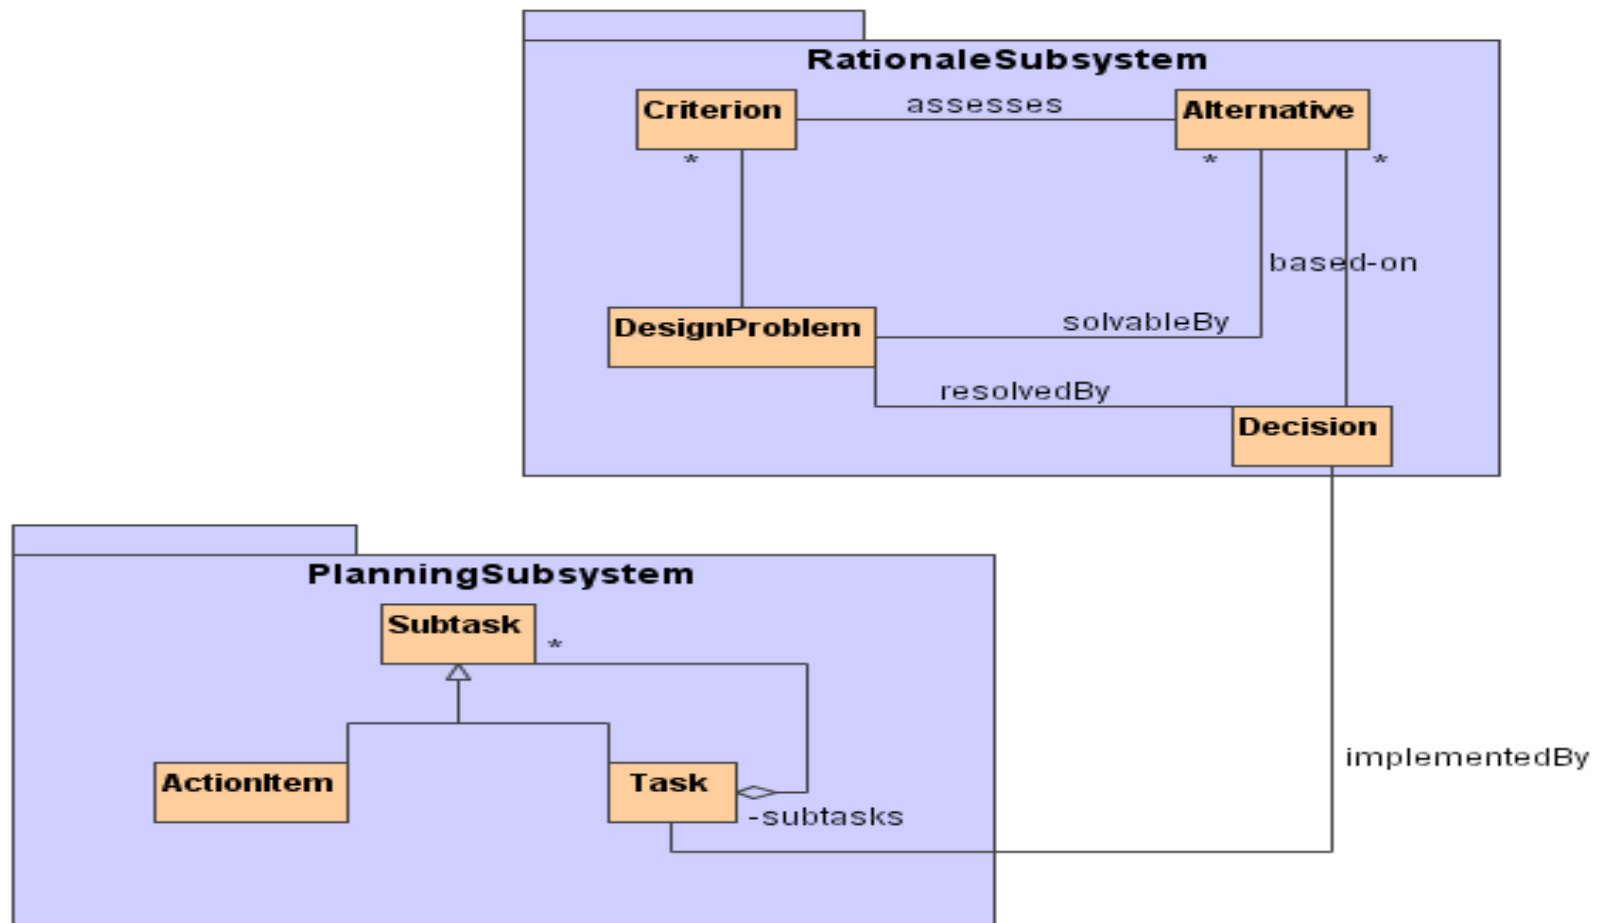 RationaleSubsystem
Criterion
assesses
Alternative
*
*
*
based-on
DesignProblem
solvableBy
resolvedBy
Decision
PlanningSubsystem
Subtask
*
implementedBy
ActionItem
Task
-subtasks